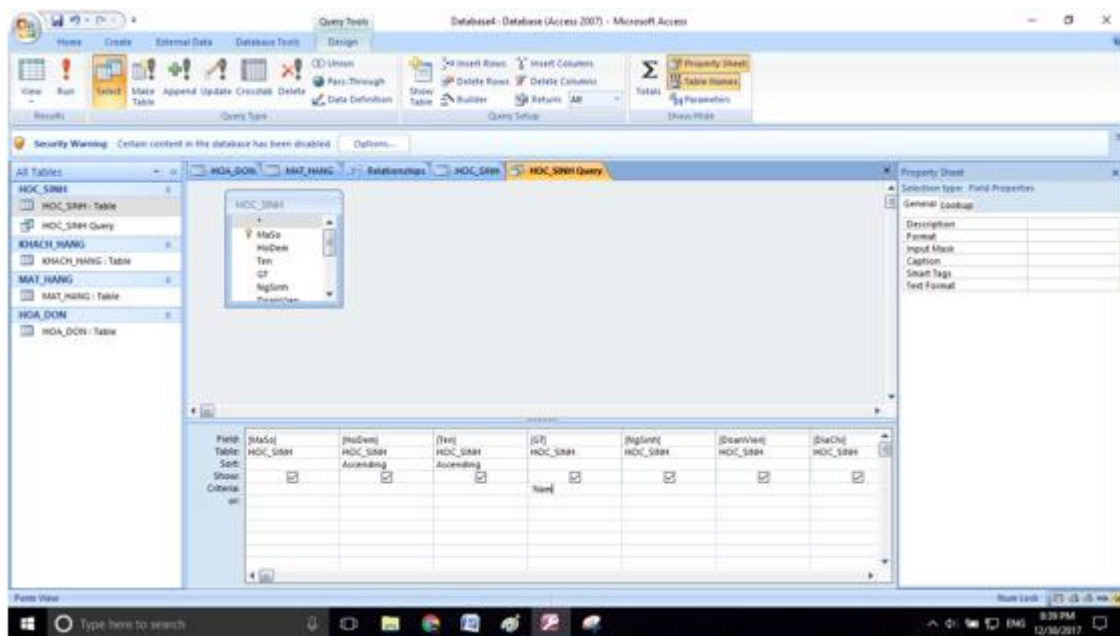 Query Tools
Database4 : Database (Access 2007) - Microsoft Access
Home Create External Data Database Tools Design
View Run Select Make Table Append Update Crosstab Delete
Union
Pass-Through
Data Definition
Show Table
Insert Rows
Delete Rows
Builder
Insert Columns
Delete Columns
Return: All
Totals
Property Sheet
Table Names
Parameters
Results Query Type Query Setup Show/Hide
Security Warning Certain content in the database has been disabled Options...
All Tables
HOC_SINH
HOC_SINH : Table
HOC_SINH Query
KHACH_HANG
KHACH_HANG : Table
MAT_HANG
MAT_HANG : Table
HOA_DON
HOA_DON : Table
HOA_DON MAT_HANG Relationships HOC_SINH HOC_SINH Query
HOC_SINH
*
MaSo
HoDem
Ten
GT
NgSinh
DoanVien
Property Sheet
Selection type: Field Properties
General Lookup
Description
Format
Input Mask
Caption
Smart Tags
Text Format
Field: [MaSo] [HoDem] [Ten] [GT] [NgSinh] [DoanVien] [DiaChi]
Table: HOC_SINH HOC_SINH HOC_SINH HOC_SINH HOC_SINH HOC_SINH HOC_SINH
Sort: Ascending Ascending
Show:
Criteria:
or:
Form View
Num Lock
Type here to search
ENG
8:39 PM
12/30/2017